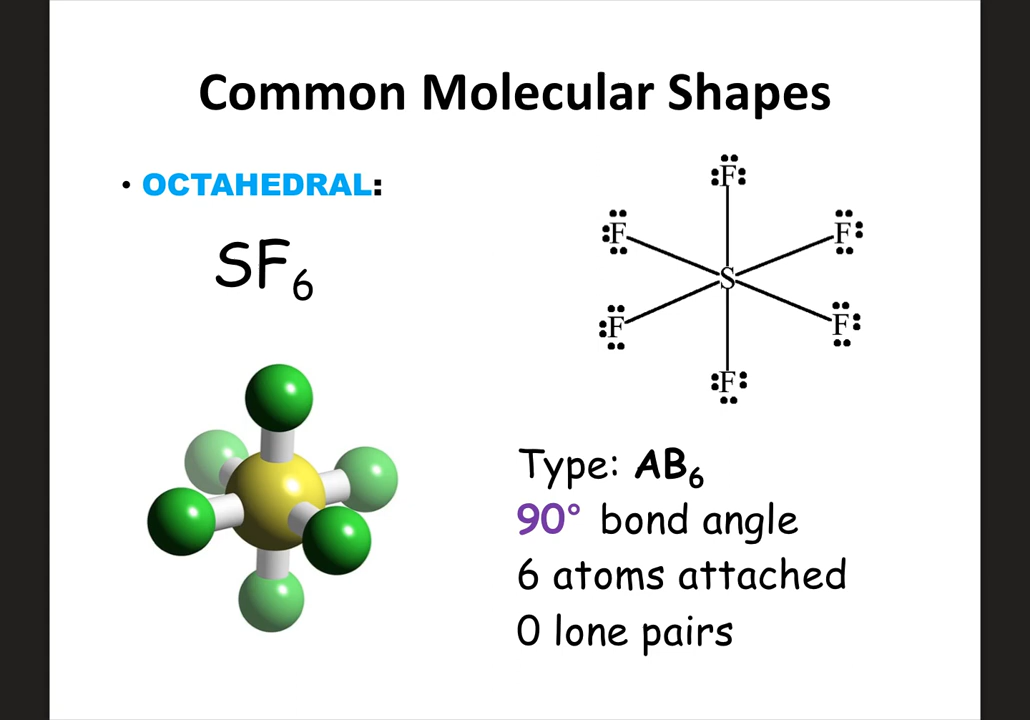 Common Molecular Shapes
• OCTAHEDRAL:
SF₆
F
F
F
S
F
F
F
Type: AB₆
90° bond angle
6 atoms attached
0 lone pairs